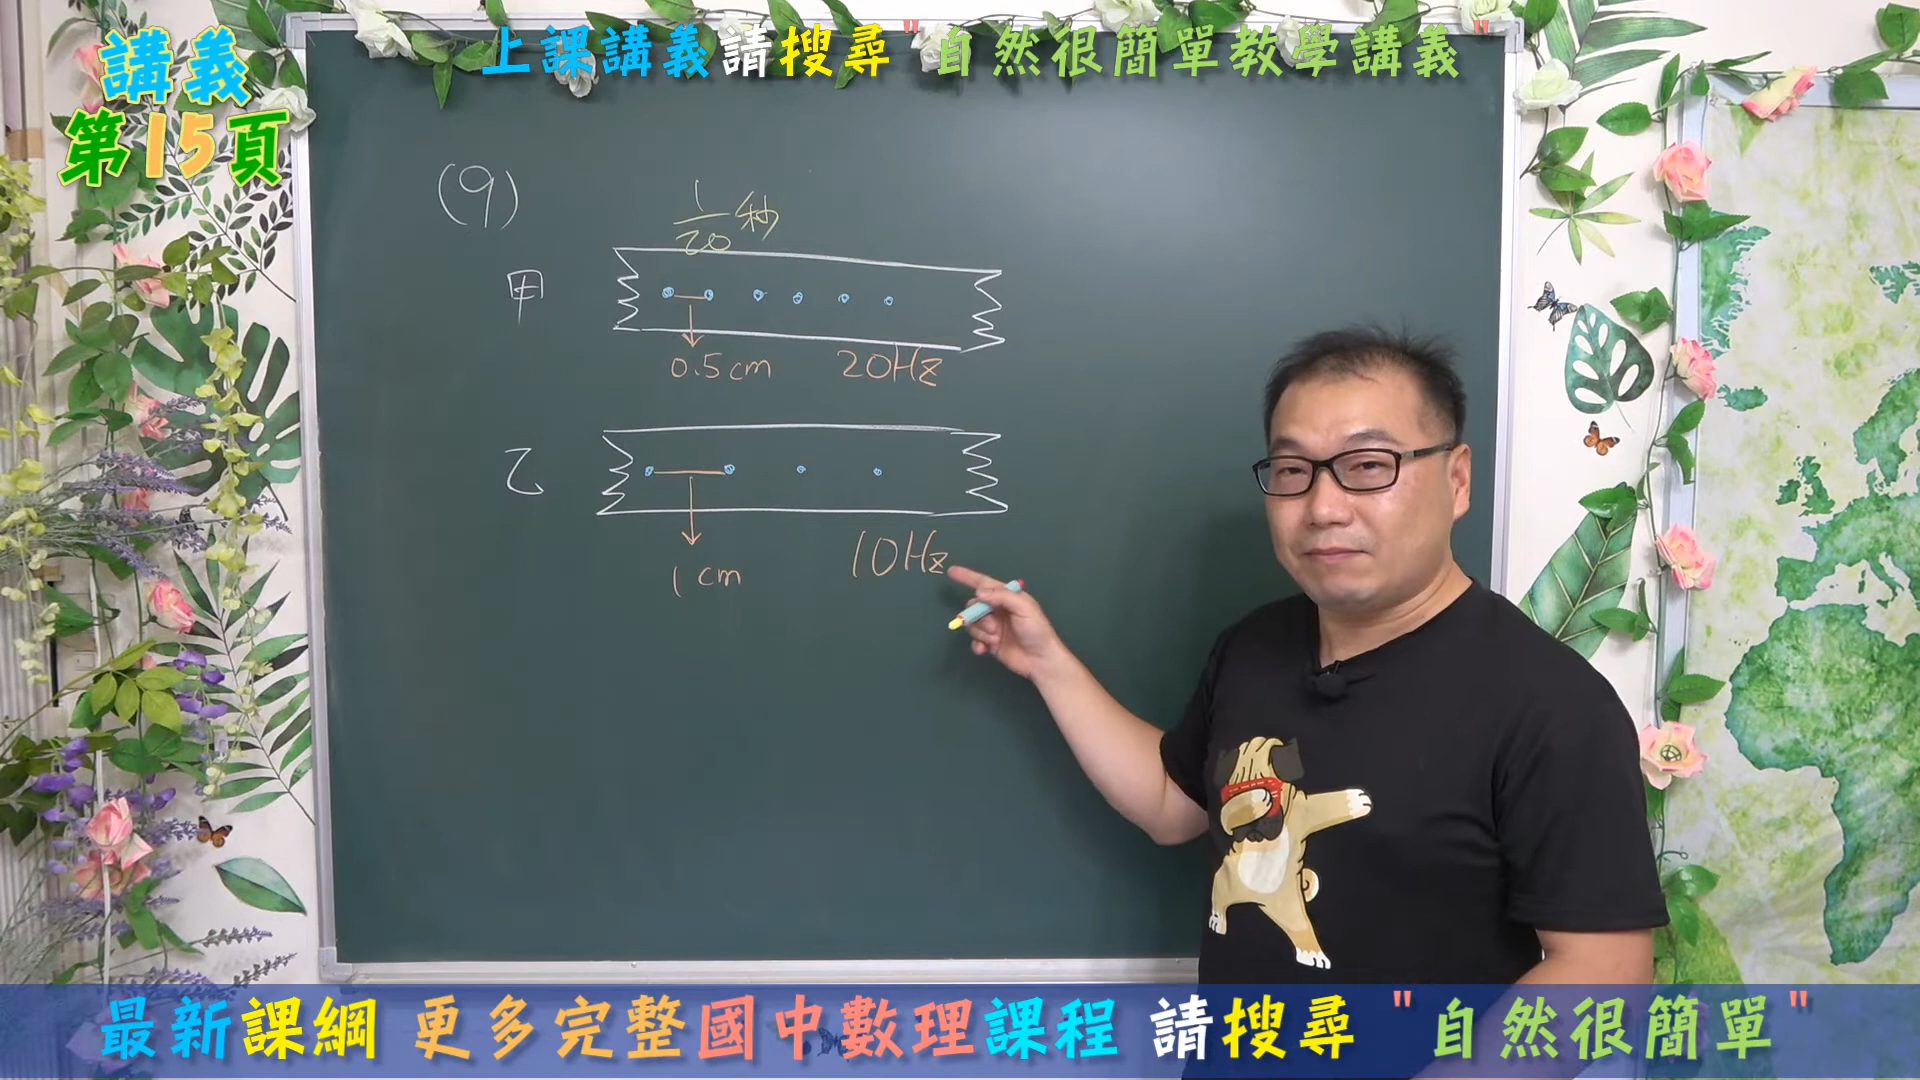 上課講義請搜尋"自然很簡單教學講義"
講義
第15頁
(9)
1/20秒
甲
0.5cm 20Hz
乙
1cm 10Hz
最新課綱 更多完整國中數理課程 請搜尋"自然很簡單"